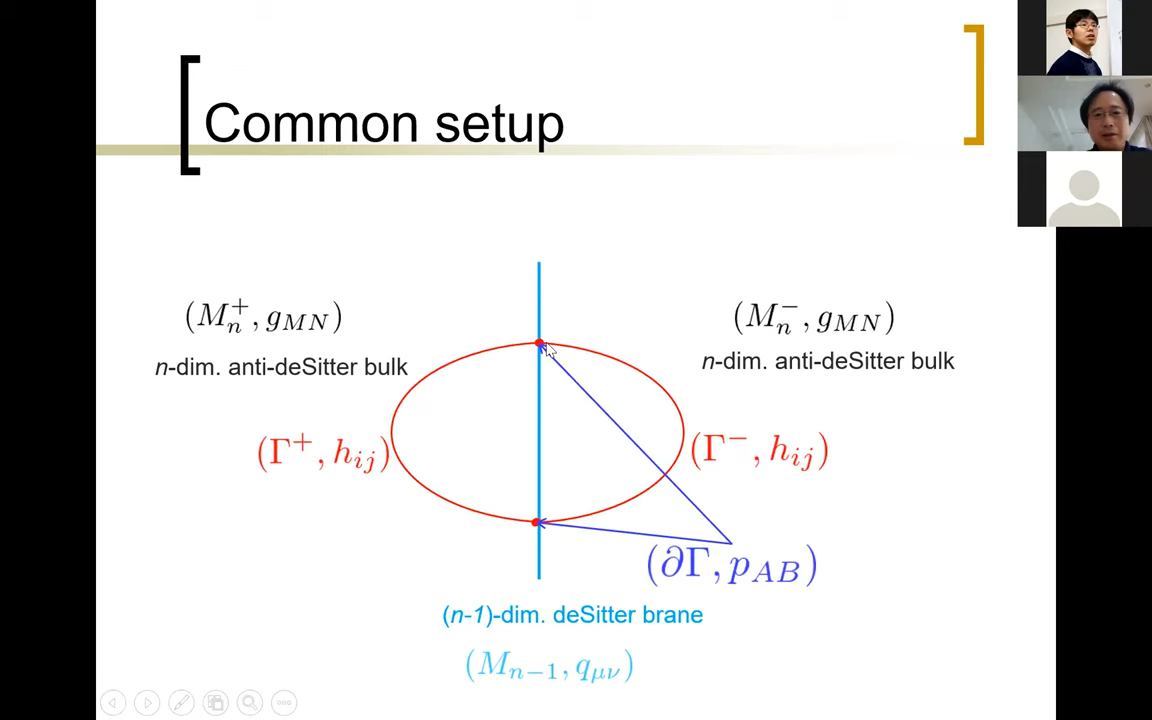 Common setup
(M_n^+, g_{MN})
n-dim. anti-deSitter bulk
(M_n^-, g_{MN})
n-dim. anti-deSitter bulk
(Γ^+, h_{ij})
(Γ^-, h_{ij})
(∂Γ, p_{AB})
(n-1)-dim. deSitter brane
(M_{n-1}, q_{μν})